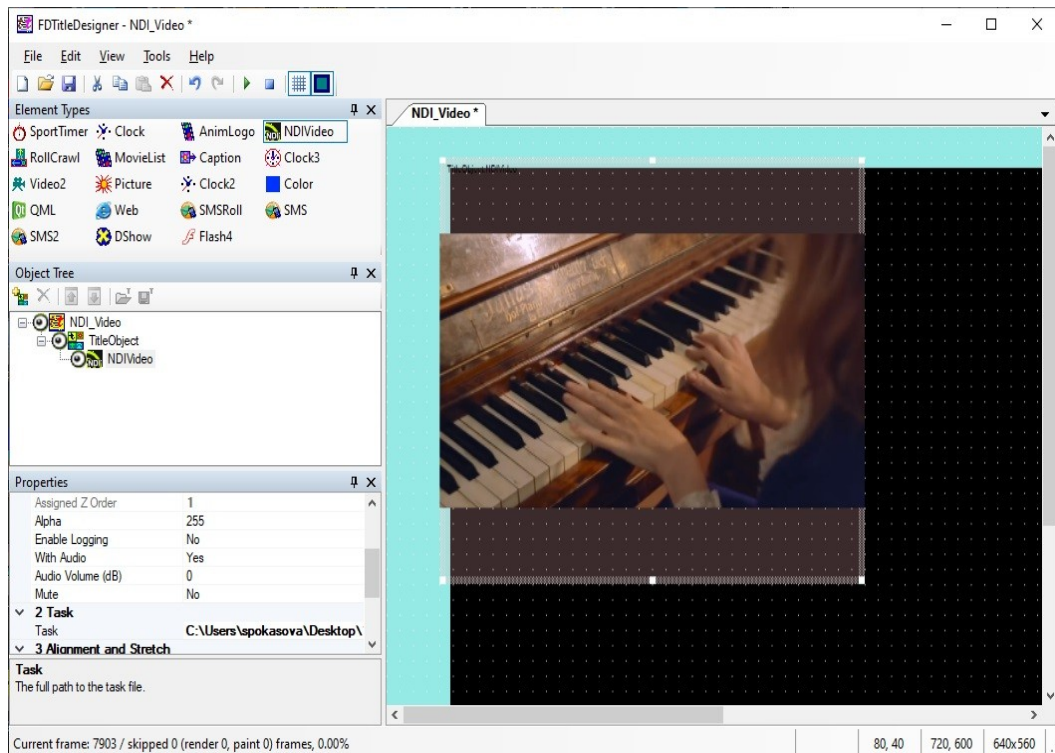 FDTitleDesigner - NDI_Video *
File Edit View Tools Help
Element Types
SportTimer Clock AnimLogo NDIVideo
RollCrawl MovieList Caption Clock3
Video2 Picture Clock2 Color
QML Web SMSRoll SMS
SMS2 DShow Flash4
Object Tree
NDI_Video
TitleObject
NDIVideo
Properties
Assigned Z Order 1
Alpha 255
Enable Logging No
With Audio Yes
Audio Volume (dB) 0
Mute No
2 Task
Task C:\Users\spokasova\Desktop\
3 Alignment and Stretch
Task
The full path to the task file.
Current frame: 7903 / skipped 0 (render 0, paint 0) frames, 0.00%
NDI_Video *
TitleObject.NDIVideo
80, 40 720, 600 640x560